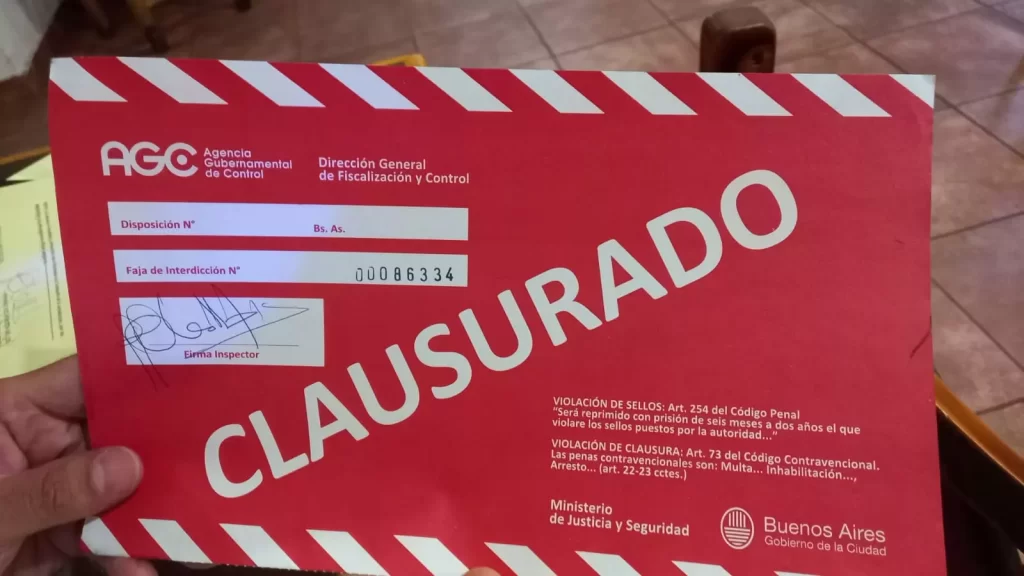 AGC Agencia
Gubernamental
de Control
Dirección General
de Fiscalización y Control
Disposición N° Bs. As.
Faja de Interdicción N° 00086334
Firma Inspector
CLAUSURADO
VIOLACIÓN DE SELLOS: Art. 254 del Código Penal
“Será reprimido con prisión de seis meses a dos años el que
violare los sellos puestos por la autoridad...”
VIOLACIÓN DE CLAUSURA: Art. 73 del Código Contravencional.
Las penas contravencionales son: Multa... Inhabilitación...,
Arresto... (art. 22-23 cctes.)
Ministerio
de Justicia y Seguridad
Buenos Aires
Gobierno de la Ciudad